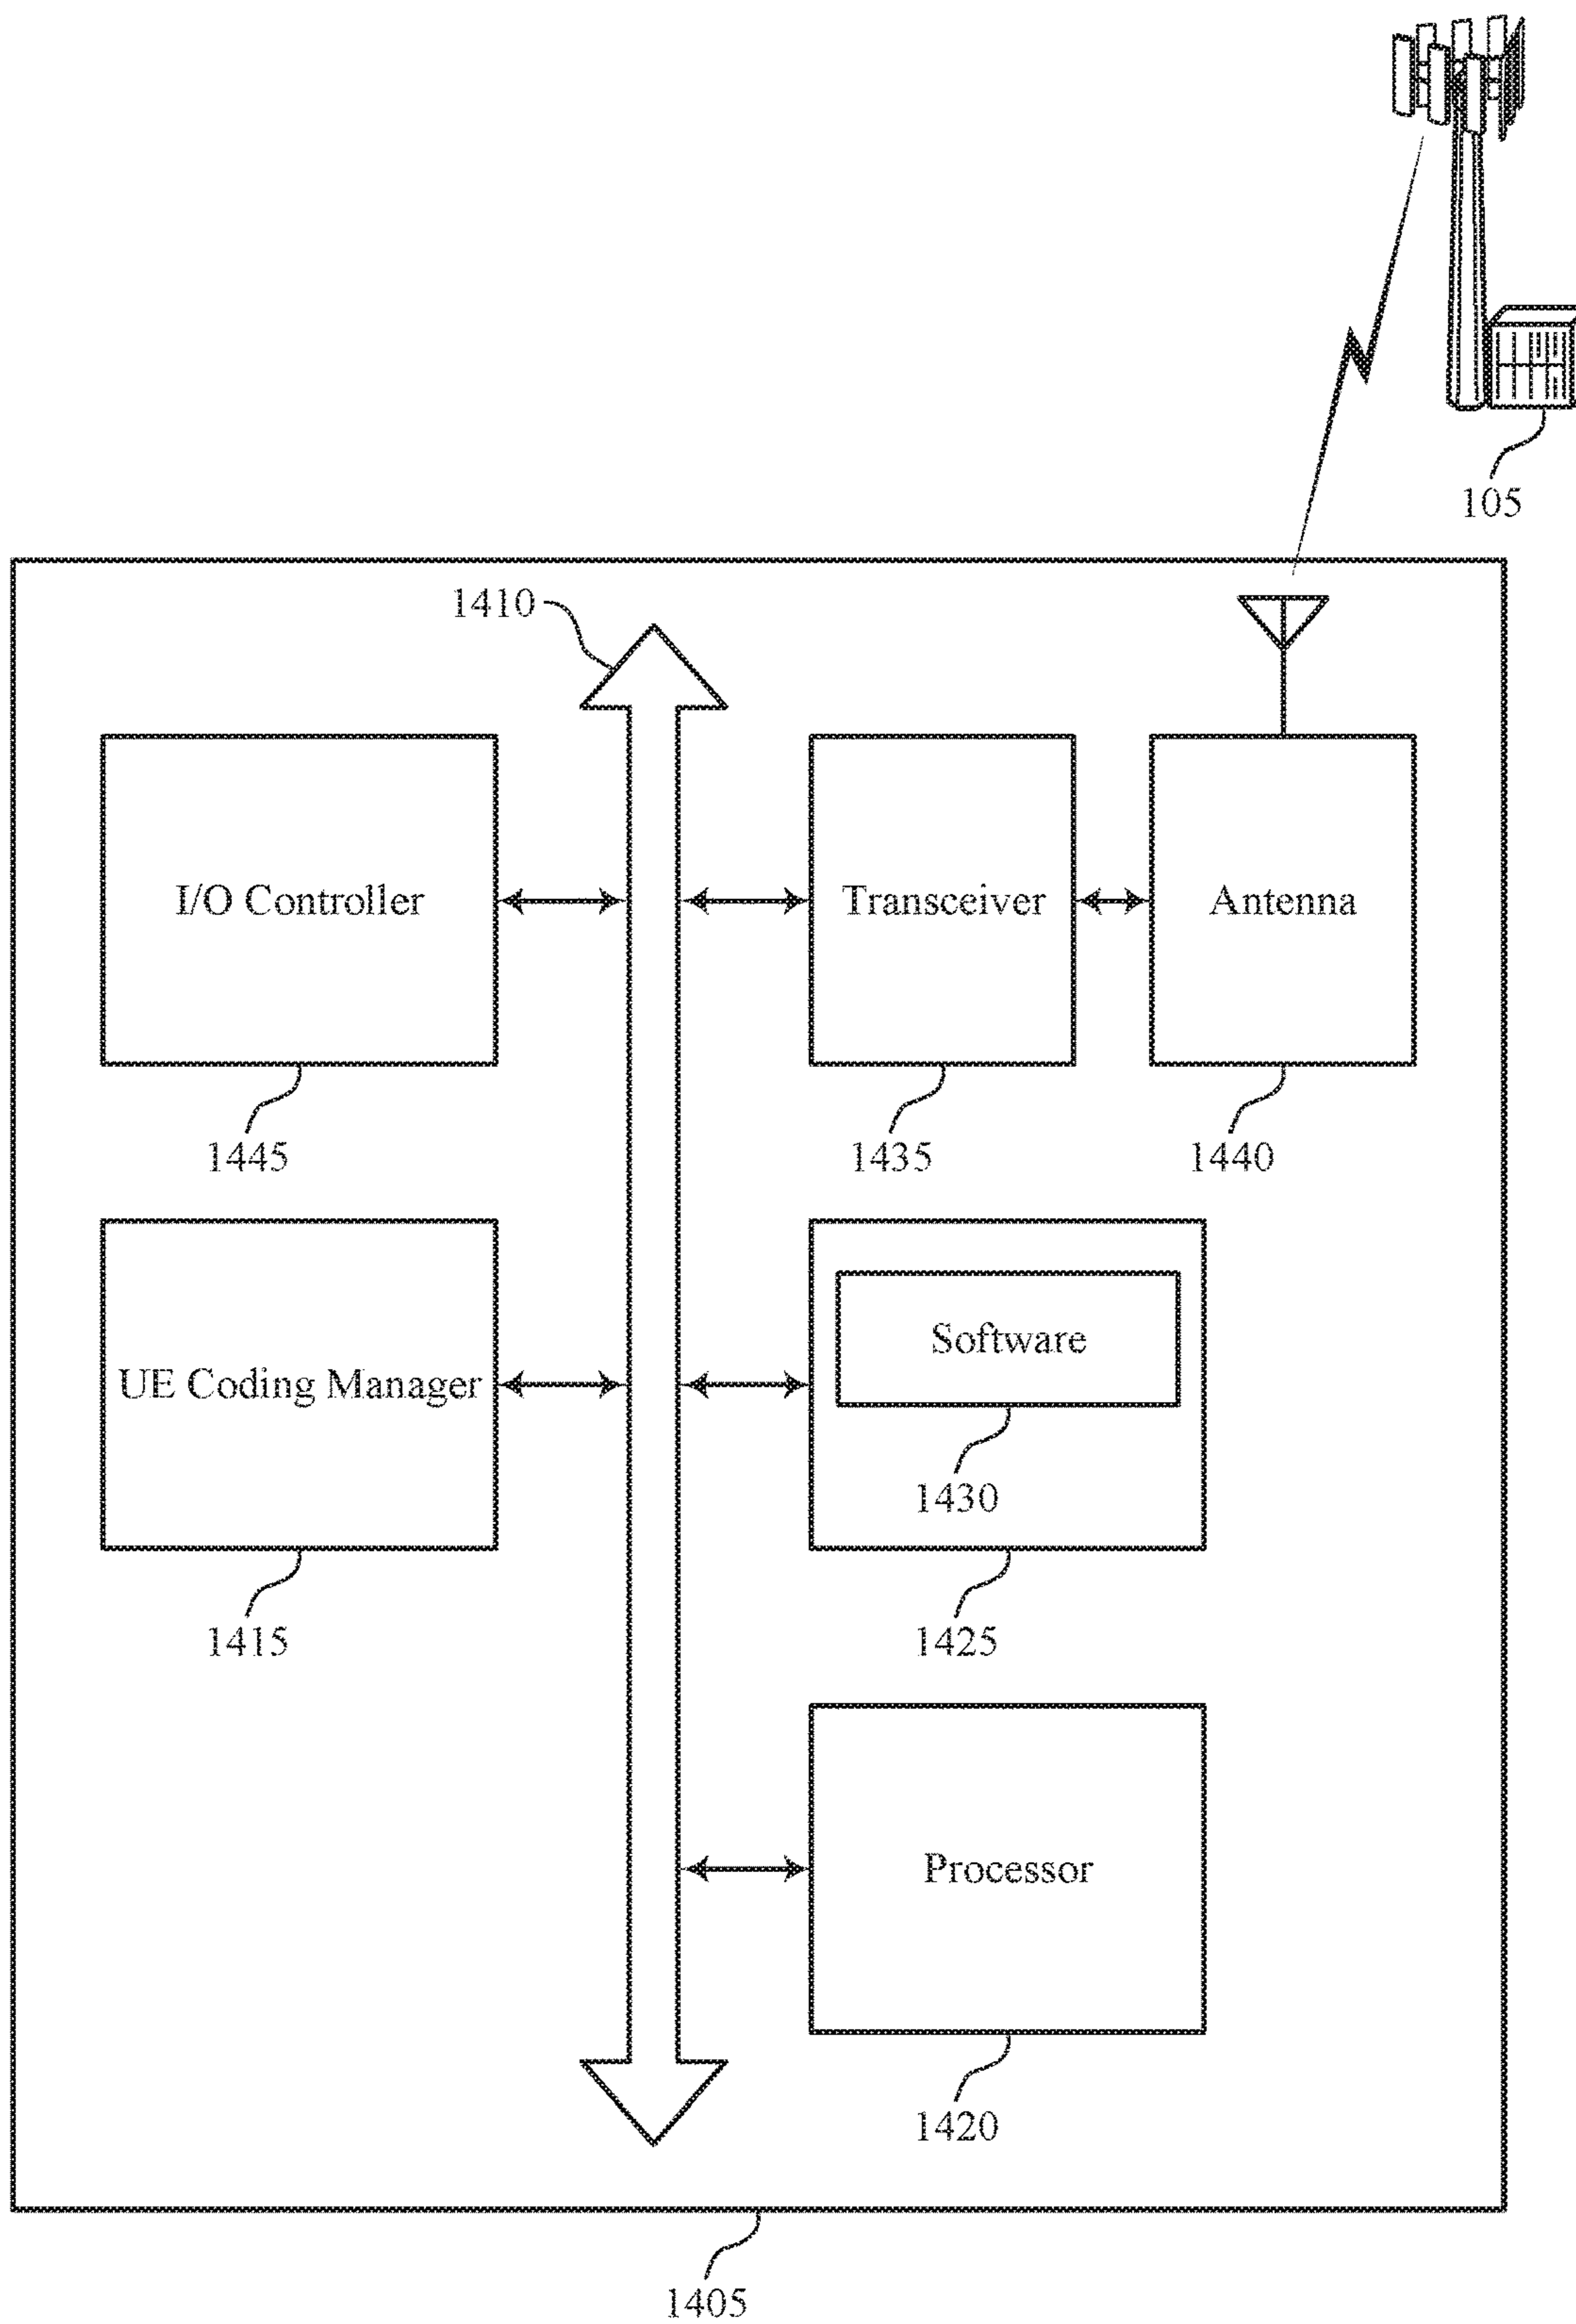 105
1410
I/O Controller
Transceiver
Antenna
1445
1435
1440
Software
UE Coding Manager
1430
1415
1425
Processor
1420
1405